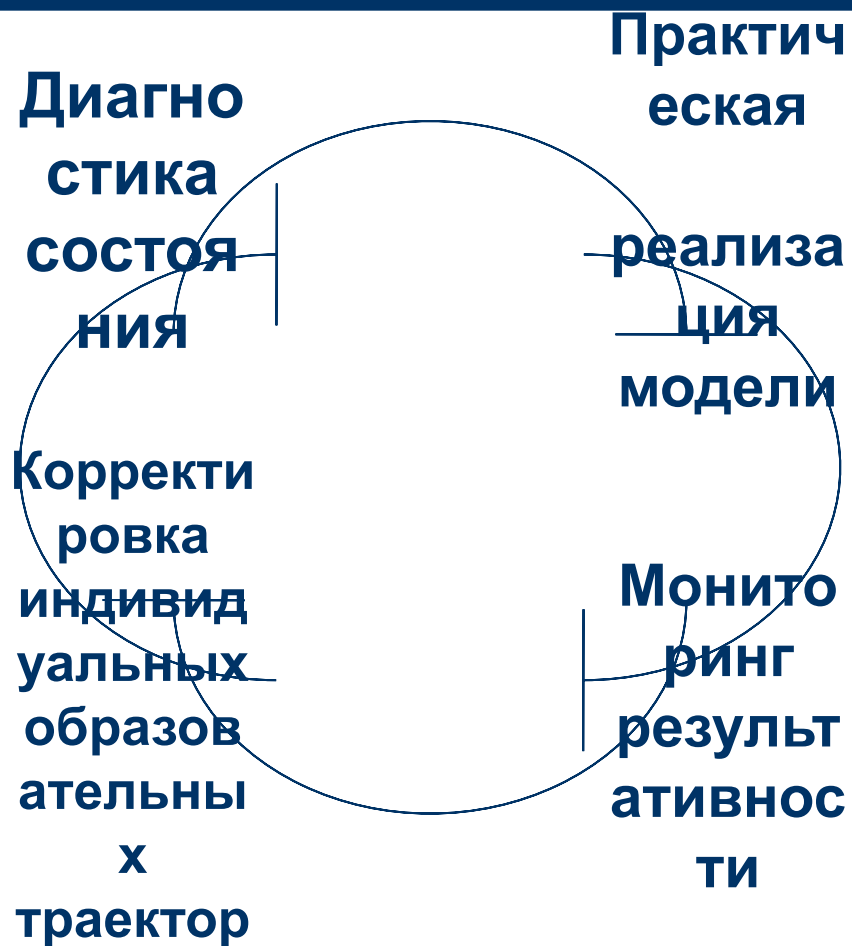 Диагно
стика
состоя
ния
Практич
еская
реализа
ция
модели
Корректи
ровка
индивид
уальных
образов
ательны
х
траектор
Монито
ринг
результ
ативнос
ти